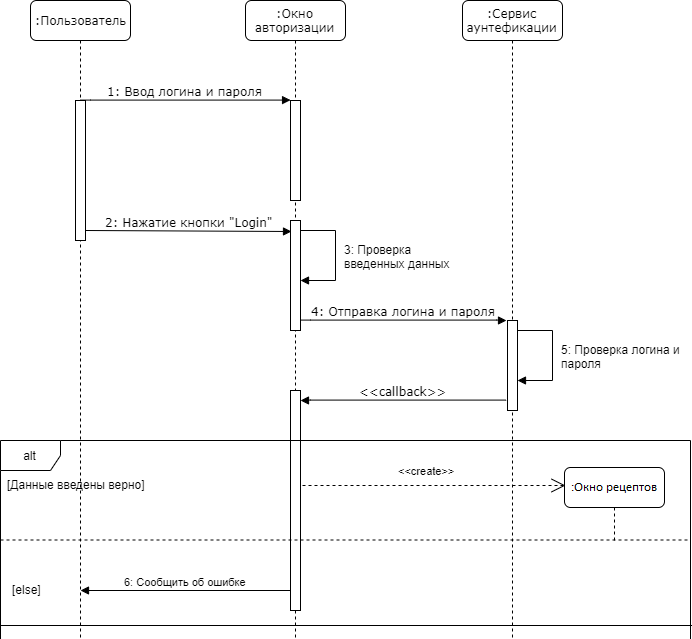 :Пользователь
:Окно
авторизации
:Сервис
аунтефикации
1: Ввод логина и пароля
2: Нажатие кнопки "Login"
3: Проверка
введенных данных
4: Отправка логина и пароля
5: Проверка логина и
пароля
<<callback>>
alt
[Данные введены верно]
<<create>>
:Окно рецептов
[else]
6: Сообщить об ошибке